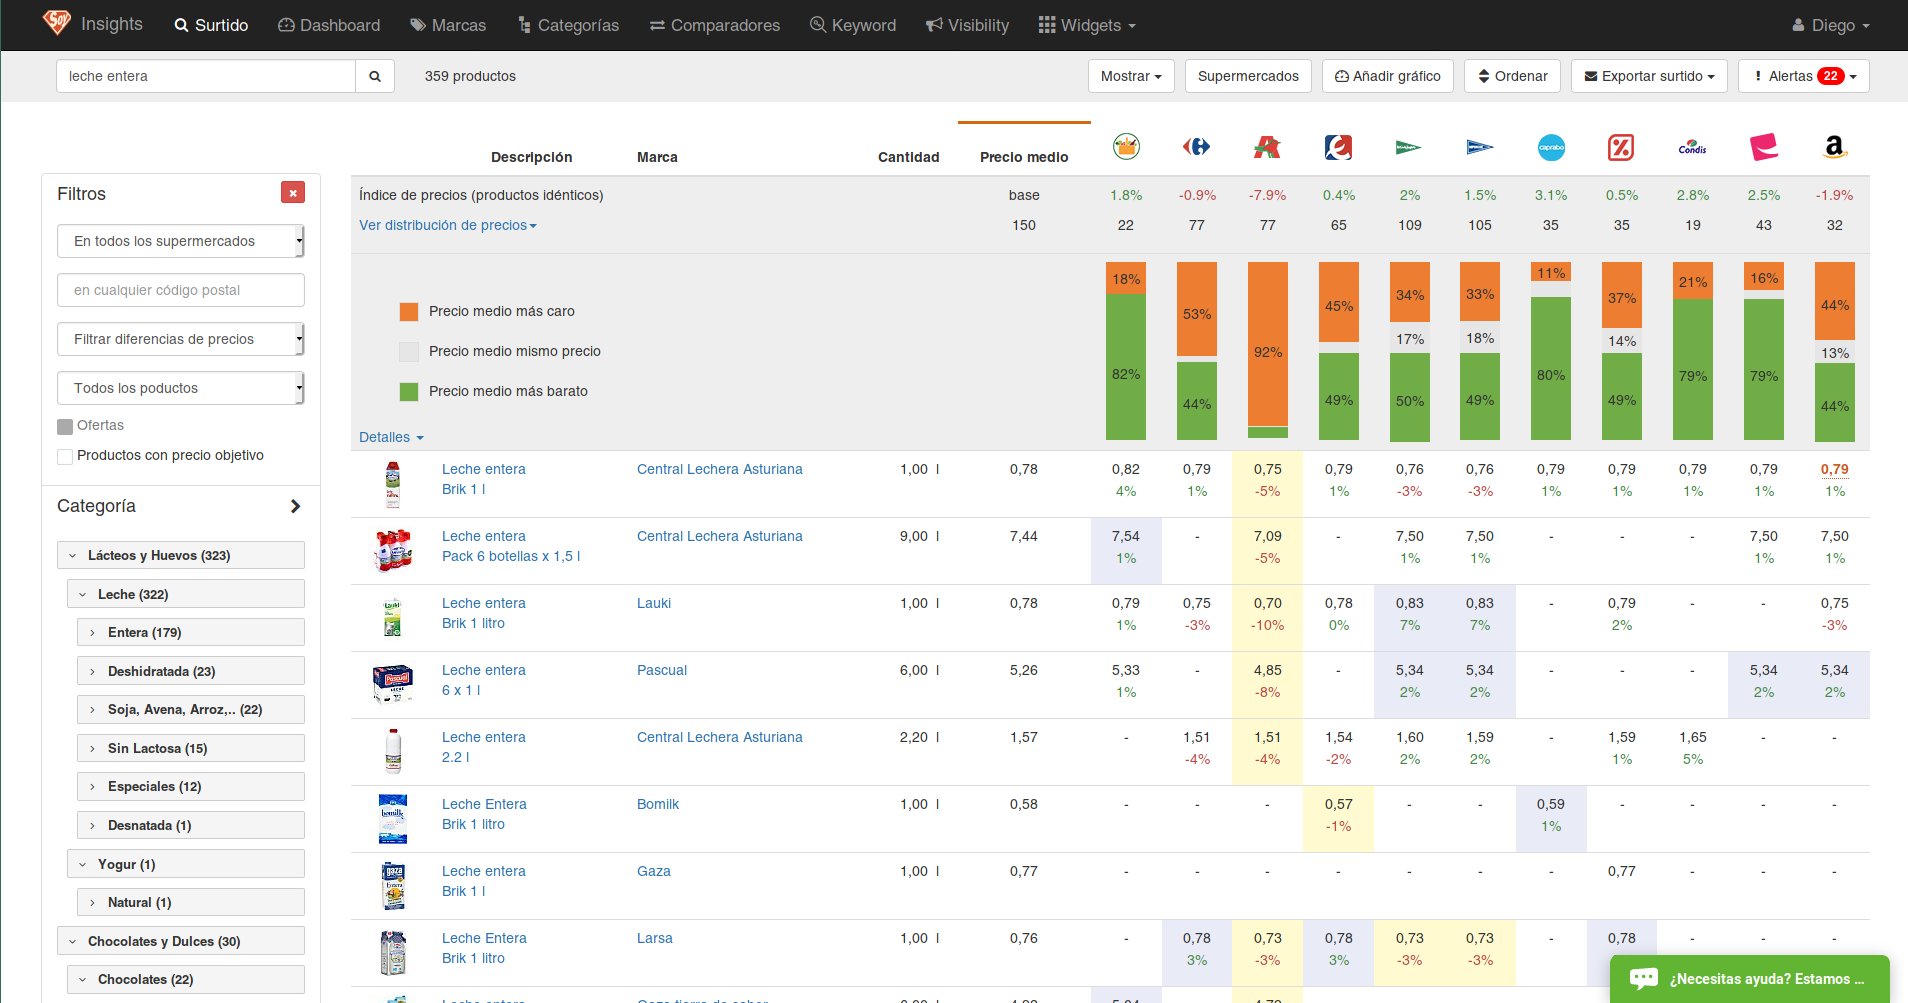 Soy Insights Surtido Dashboard Marcas Categorías Comparadores Keyword Visibility Widgets Diego
leche entera 359 productos Mostrar Supermercados Añadir gráfico Ordenar Exportar surtido ! Alertas 22
Descripción Marca Cantidad Precio medio caprabo Condis a
Filtros
En todos los supermercados
en cualquier código postal
Filtrar diferencias de precios
Todos los poductos
Ofertas
Productos con precio objetivo
Categoría
Lácteos y Huevos (323)
Leche (322)
Entera (179)
Deshidratada (23)
Soja, Avena, Arroz,.. (22)
Sin Lactosa (15)
Especiales (12)
Desnatada (1)
Yogur (1)
Natural (1)
Chocolates y Dulces (30)
Chocolates (22)
Índice de precios (productos idénticos) base 1.8% -0.9% -7.9% 0.4% 2% 1.5% 3.1% 0.5% 2.8% 2.5% -1.9%
Ver distribución de precios 150 22 77 77 65 109 105 35 35 19 43 32
Precio medio más caro 18% 53% 92% 45% 34% 33% 11% 37% 21% 16% 44%
Precio medio mismo precio 17% 18% 14% 13%
Precio medio más barato 82% 44% 49% 50% 49% 80% 49% 79% 79% 44%
Detalles
Leche entera Central Lechera Asturiana 1,00 l 0,78 0,82 0,79 0,75 0,79 0,76 0,76 0,79 0,79 0,79 0,79 0,79
Brik 1 l 4% 1% -5% 1% -3% -3% 1% 1% 1% 1% 1%
Leche entera Central Lechera Asturiana 9,00 l 7,44 7,54 - 7,09 - 7,50 7,50 - - - 7,50 7,50
Pack 6 botellas x 1,5 l 1% -5% 1% 1% 1% 1%
Lauki
Leche entera Lauki 1,00 l 0,78 0,79 0,75 0,70 0,78 0,83 0,83 - 0,79 - - 0,75
Brik 1 litro 1% -3% -10% 0% 7% 7% 2% -3%
Pascual
LECHE
Leche entera Pascual 6,00 l 5,26 5,33 - 4,85 - 5,34 5,34 - - - 5,34 5,34
6 x 1 l 1% -8% 2% 2% 2% 2%
Leche entera Central Lechera Asturiana 2,20 l 1,57 - 1,51 1,51 1,54 1,60 1,59 - 1,59 1,65 - -
2.2 l -4% -4% -2% 2% 2% 1% 5%
bomilk
Leche Entera Bomilk 1,00 l 0,58 - - - 0,57 - - 0,59 - - - -
Brik 1 litro -1% 1%
gaza
Entera
Leche entera Gaza 1,00 l 0,77 - - - - - - - 0,77 - - -
Brik 1 l
Leche Entera Larsa 1,00 l 0,76 - 0,78 0,73 0,78 0,73 0,73 - 0,78 - - -
Brik 1 litro 3% -3% 3% -3% -3%
¿Necesitas ayuda? Estamos ...